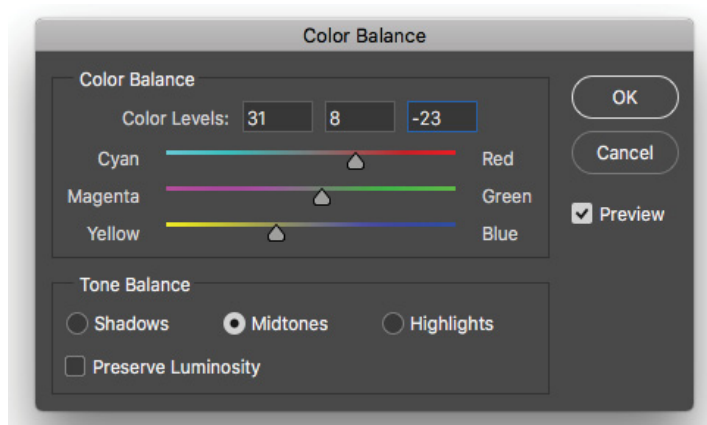 Color Balance
Color Balance
Color Levels: 31 8 -23
Cyan Red
Magenta Green
Yellow Blue
Tone Balance
Shadows Midtones Highlights
Preserve Luminosity
OK
Cancel
Preview